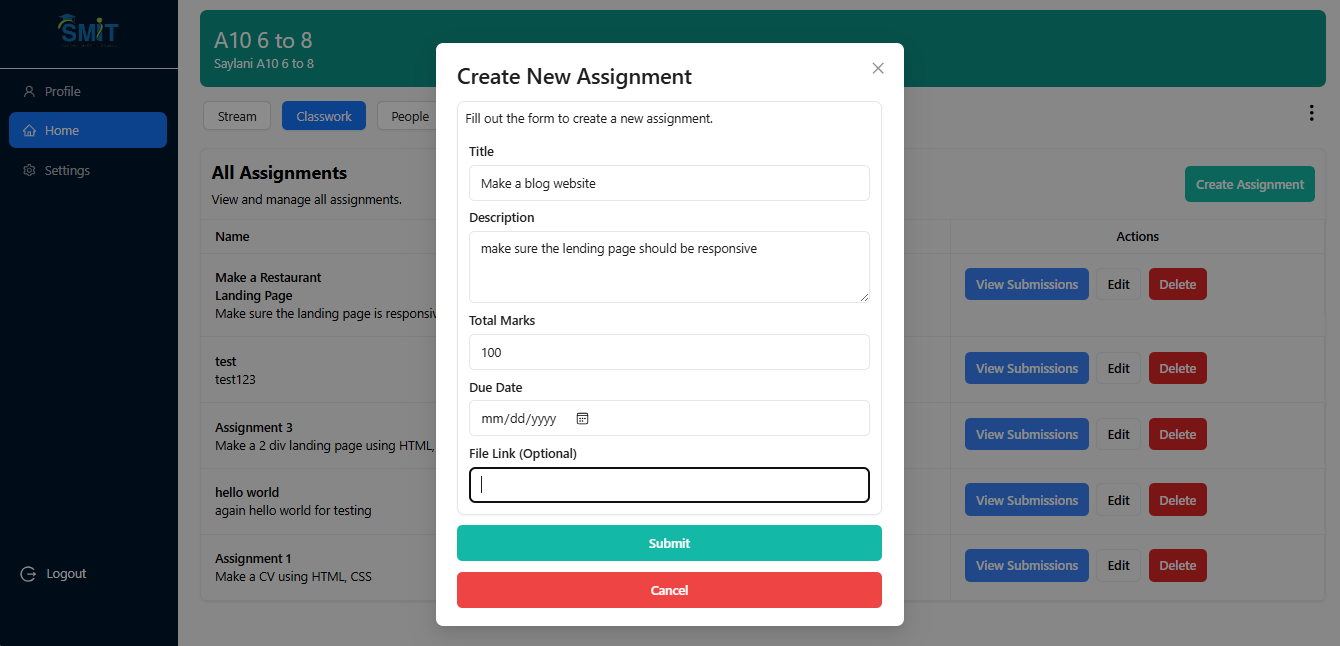 SMIT
Profile
Home
Settings
Logout
A10 6 to 8
Saylani A10 6 to 8
Stream
Classwork
People
All Assignments
View and manage all assignments.
Create Assignment
Name
Actions
Make a Restaurant
Landing Page
Make sure the landing page is responsiv
View Submissions
Edit
Delete
test
test123
View Submissions
Edit
Delete
Assignment 3
Make a 2 div landing page using HTML,
View Submissions
Edit
Delete
hello world
again hello world for testing
View Submissions
Edit
Delete
Assignment 1
Make a CV using HTML, CSS
View Submissions
Edit
Delete
Create New Assignment
Fill out the form to create a new assignment.
Title
Make a blog website
Description
make sure the lending page should be responsive
Total Marks
100
Due Date
mm/dd/yyyy
File Link (Optional)
Submit
Cancel